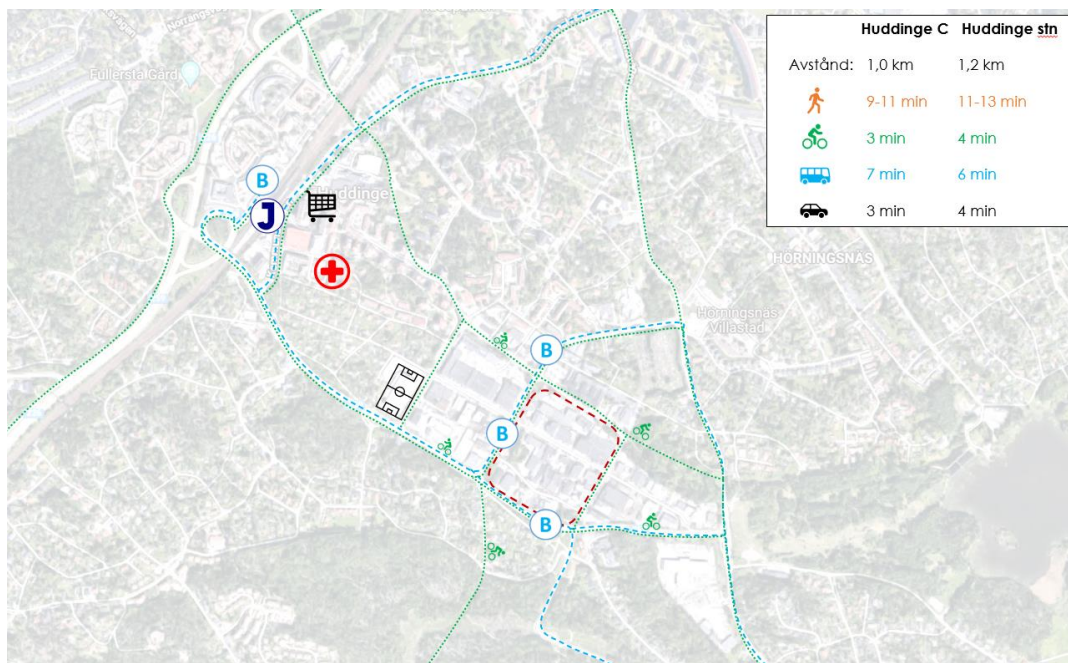 Huddinge C Huddinge stn
Avstånd: 1,0 km 1,2 km
9-11 min 11-13 min
3 min 4 min
7 min 6 min
3 min 4 min
Fullersta Gård
B
J
Huddinge
HÖRNINGSNÄS
Hörningsnäs
Villastad
B
B
B